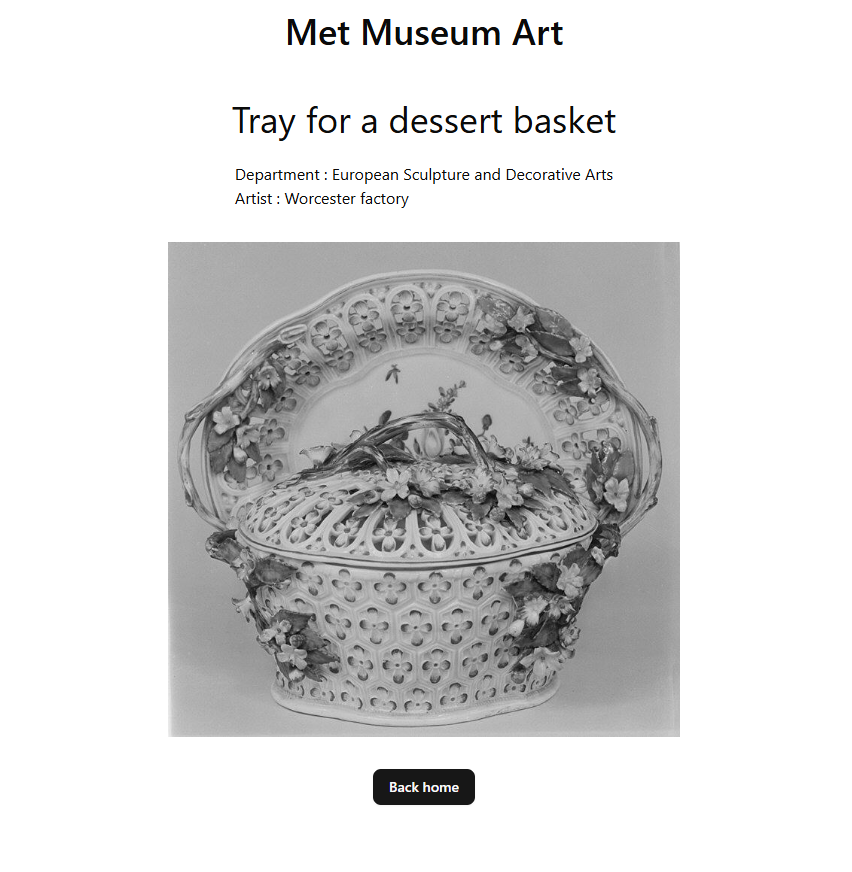 Met Museum Art
Tray for a dessert basket
Department : European Sculpture and Decorative Arts
Artist : Worcester factory
Back home